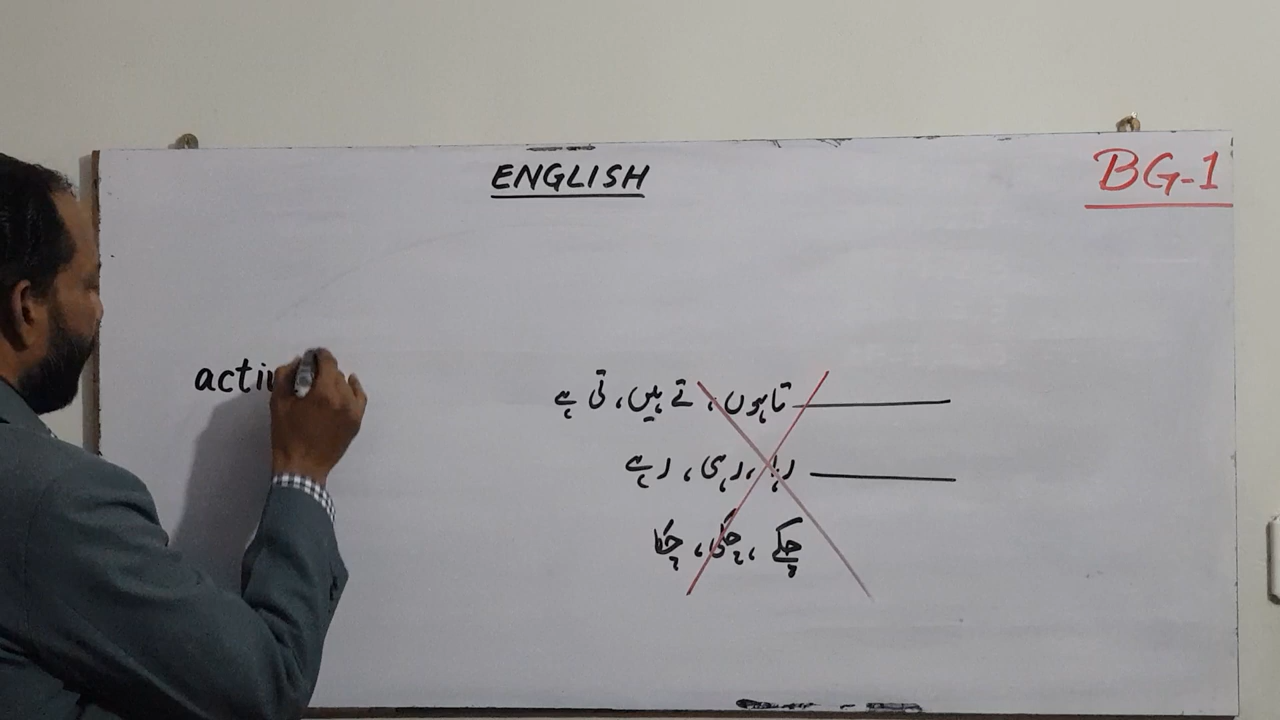 ENGLISH
BG-1
acti
تا ہوں، تے ہیں، تی ہے
رہا، رہی، رہے
چکے، چکی، چکا